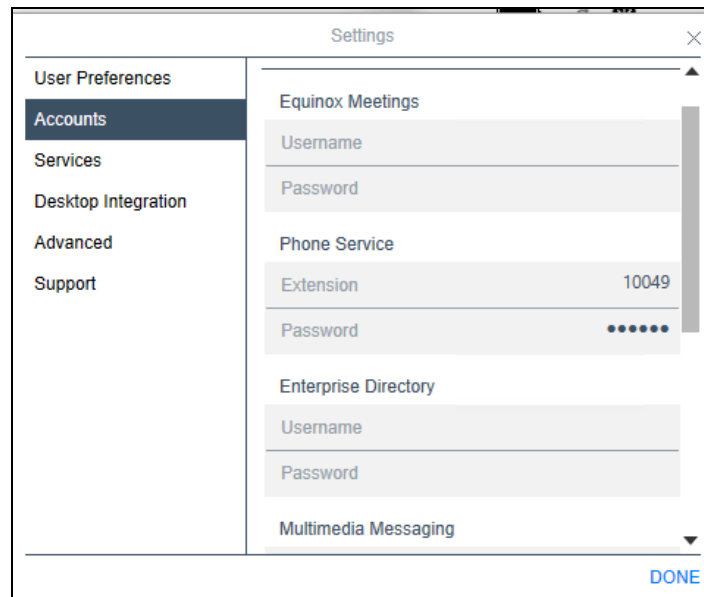 Settings
User Preferences
Accounts
Services
Desktop Integration
Advanced
Support
Equinox Meetings
Username
Password
Phone Service
Extension 10049
Password ••••••
Enterprise Directory
Username
Password
Multimedia Messaging
DONE